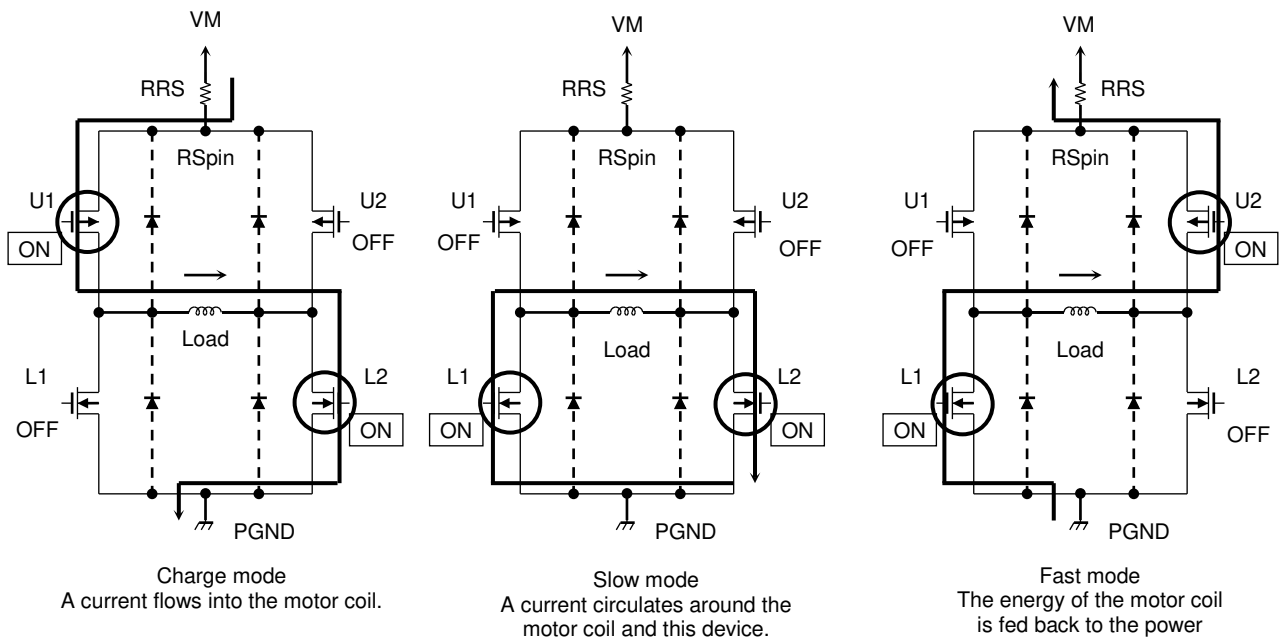 VM
RRS
RSpin
U1
ON
U2
OFF
Load
L1
OFF
L2
ON
PGND
Charge mode
A current flows into the motor coil.
VM
RRS
RSpin
U1
OFF
U2
OFF
Load
L1
ON
L2
ON
PGND
Slow mode
A current circulates around the
motor coil and this device.
VM
RRS
RSpin
U1
OFF
U2
ON
Load
L1
ON
L2
OFF
PGND
Fast mode
The energy of the motor coil
is fed back to the power